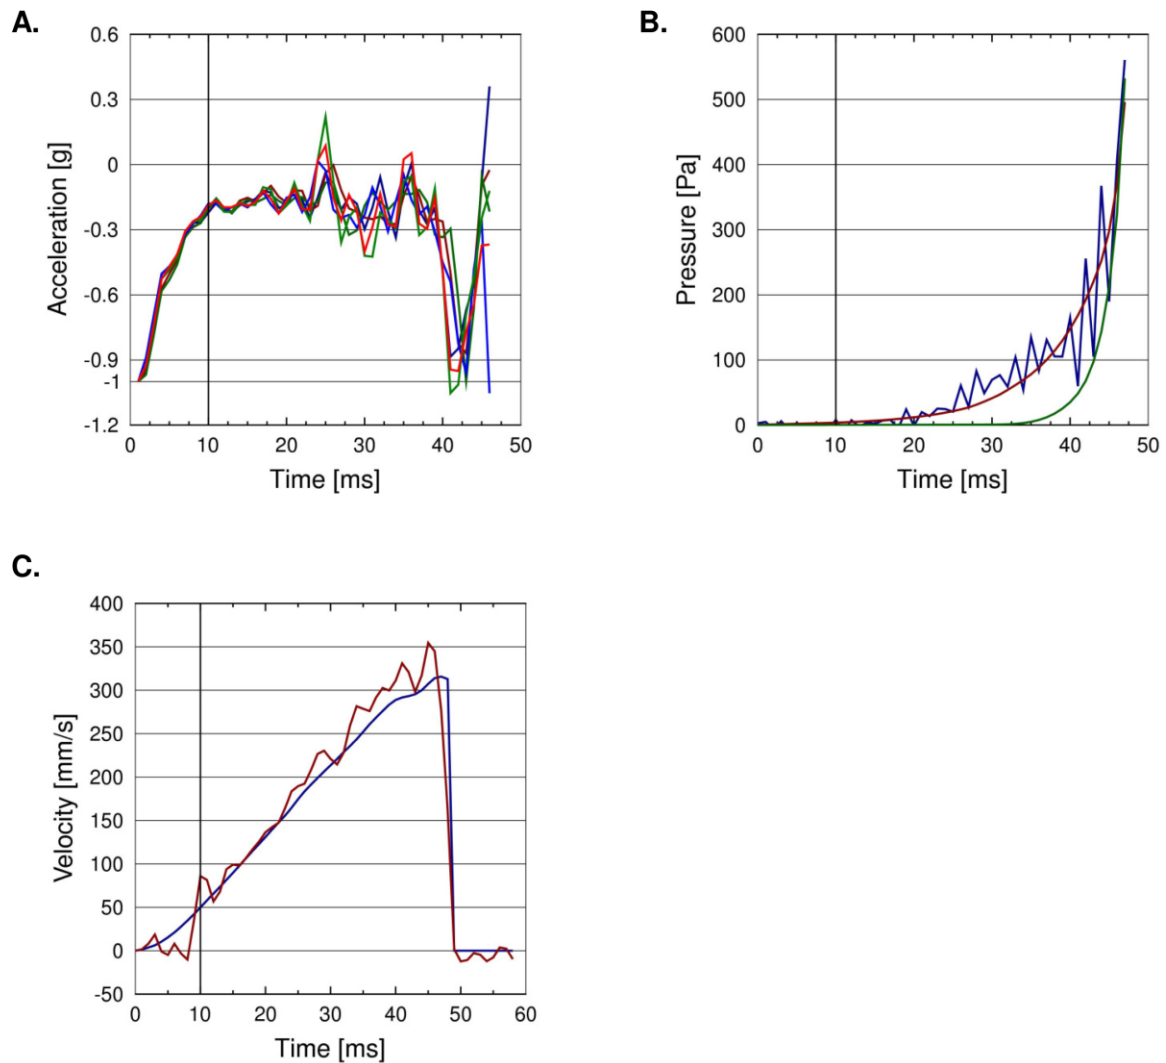 A.
0.6
0.3
0
-0.3
-0.6
-0.9
-1
-1.2
Acceleration [g]
0 10 20 30 40 50
Time [ms]
B.
600
500
400
300
200
100
0
Pressure [Pa]
0 10 20 30 40 50
Time [ms]
C.
400
350
300
250
200
150
100
50
0
-50
Velocity [mm/s]
0 10 20 30 40 50 60
Time [ms]